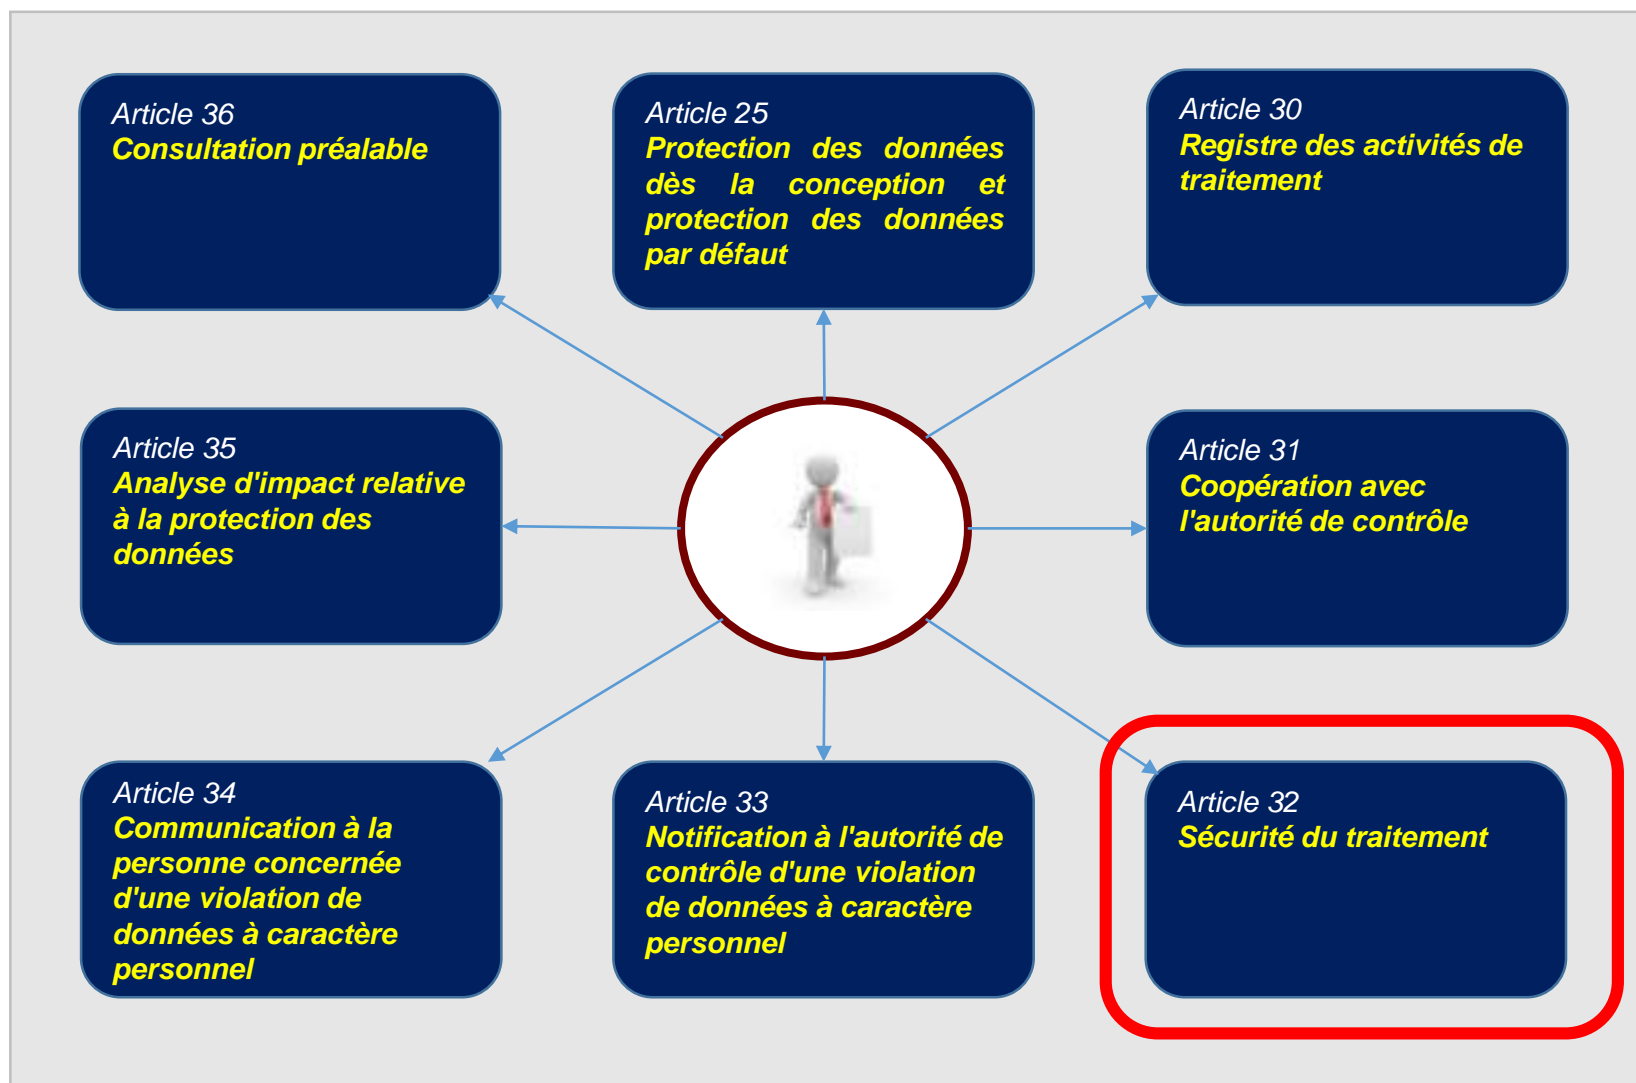 Article 36
Consultation préalable
Article 25
Protection des données
dès la conception et
protection des données
par défaut
Article 30
Registre des activités de
traitement
Article 35
Analyse d'impact relative
à la protection des
données
Article 31
Coopération avec
l'autorité de contrôle
Article 34
Communication à la
personne concernée
d'une violation de
données à caractère
personnel
Article 33
Notification à l'autorité de
contrôle d'une violation
de données à caractère
personnel
Article 32
Sécurité du traitement